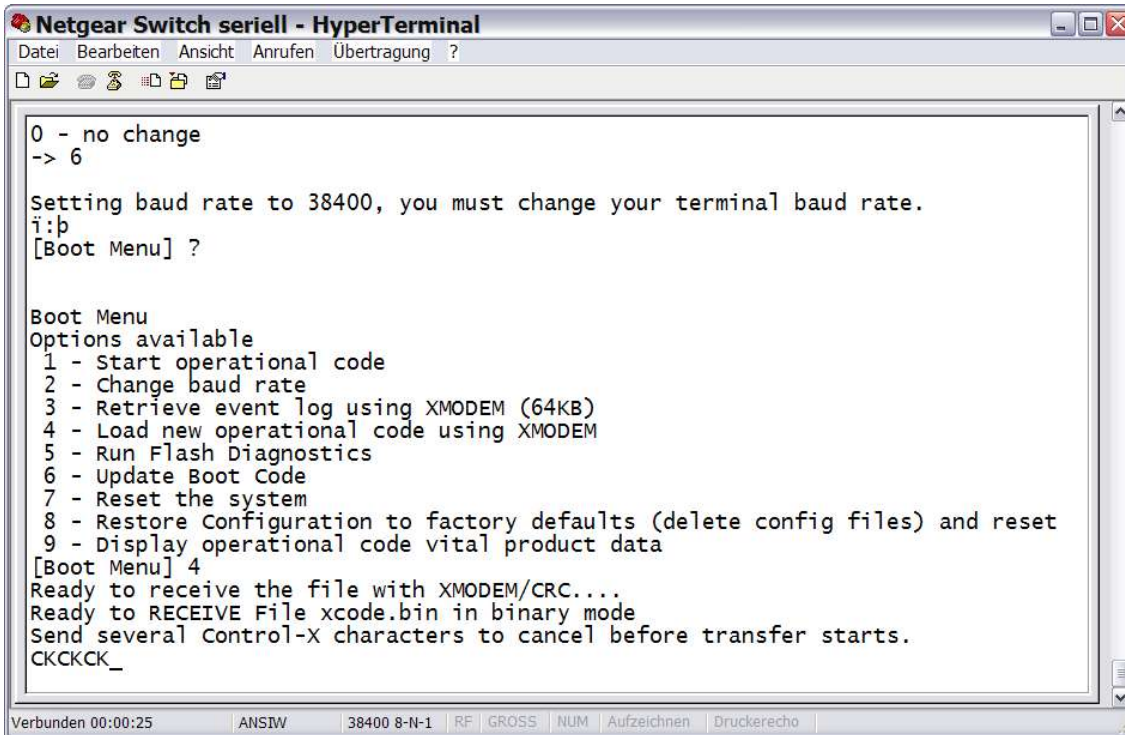 Netgear Switch seriell - HyperTerminal
Datei Bearbeiten Ansicht Anrufen Übertragung ?
0 - no change
-> 6
Setting baud rate to 38400, you must change your terminal baud rate.
ï:þ
[Boot Menu] ?
Boot Menu
Options available
1 - Start operational code
2 - Change baud rate
3 - Retrieve event log using XMODEM (64KB)
4 - Load new operational code using XMODEM
5 - Run Flash Diagnostics
6 - Update Boot Code
7 - Reset the system
8 - Restore Configuration to factory defaults (delete config files) and reset
9 - Display operational code vital product data
[Boot Menu] 4
Ready to receive the file with XMODEM/CRC....
Ready to RECEIVE File xcode.bin in binary mode
Send several Control-X characters to cancel before transfer starts.
CKCKCK_
Verbunden 00:00:25 ANSIW 38400 8-N-1 RF GROSS NUM Aufzeichnen Druckerecho